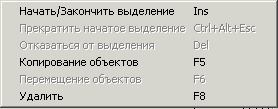 Начать/Закончить выделение Ins
Прекратить начатое выделение Ctrl+Alt+Esc
Отказаться от выделения Del
Копирование объектов F5
Перемещение объектов F6
Удалить F8